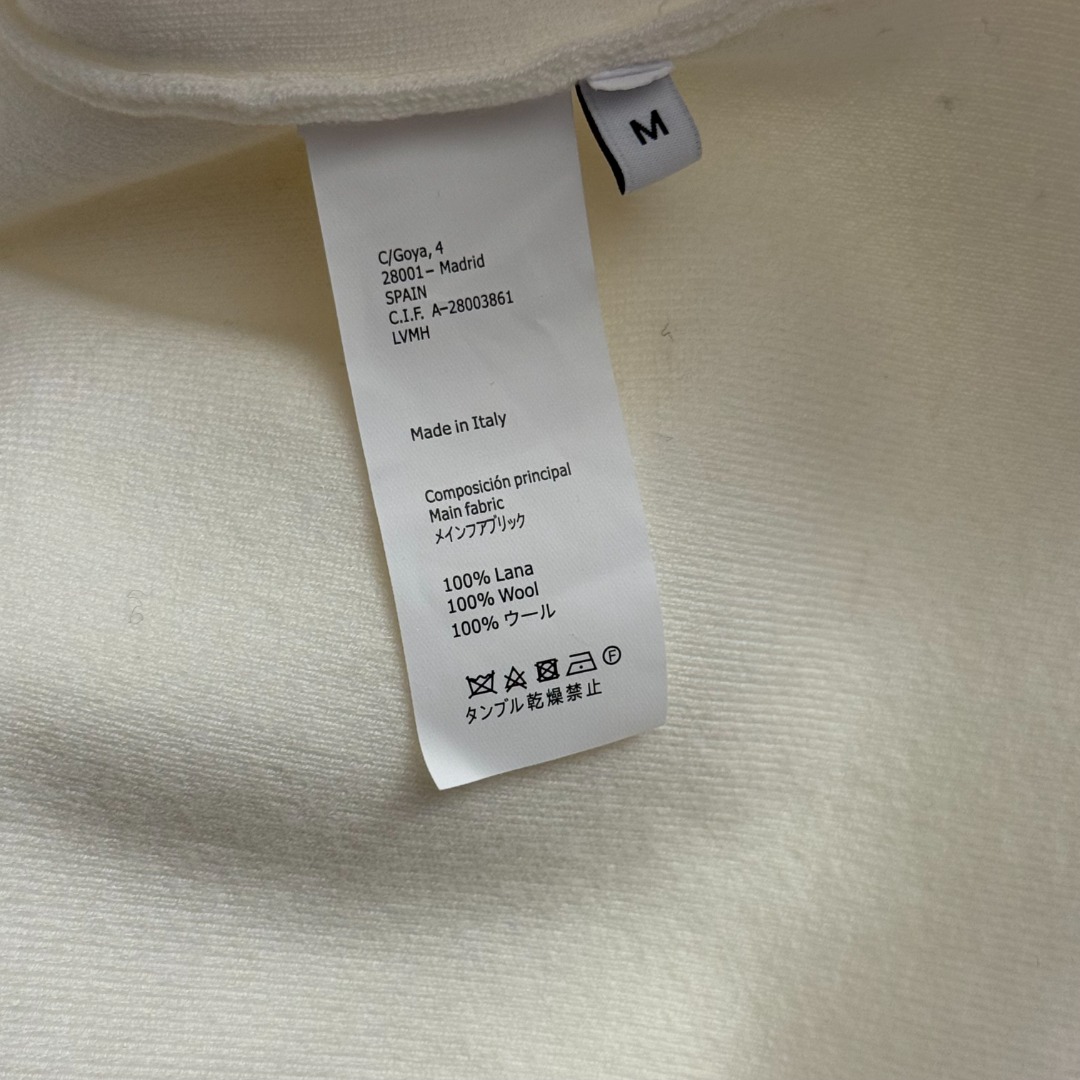 M
C/Goya, 4
28001– Madrid
SPAIN
C.I.F. A–28003861
LVMH
Made in Italy
Composición principal
Main fabric
メインファブリック
100% Lana
100% Wool
100% ウール
F
タンブル乾燥禁止